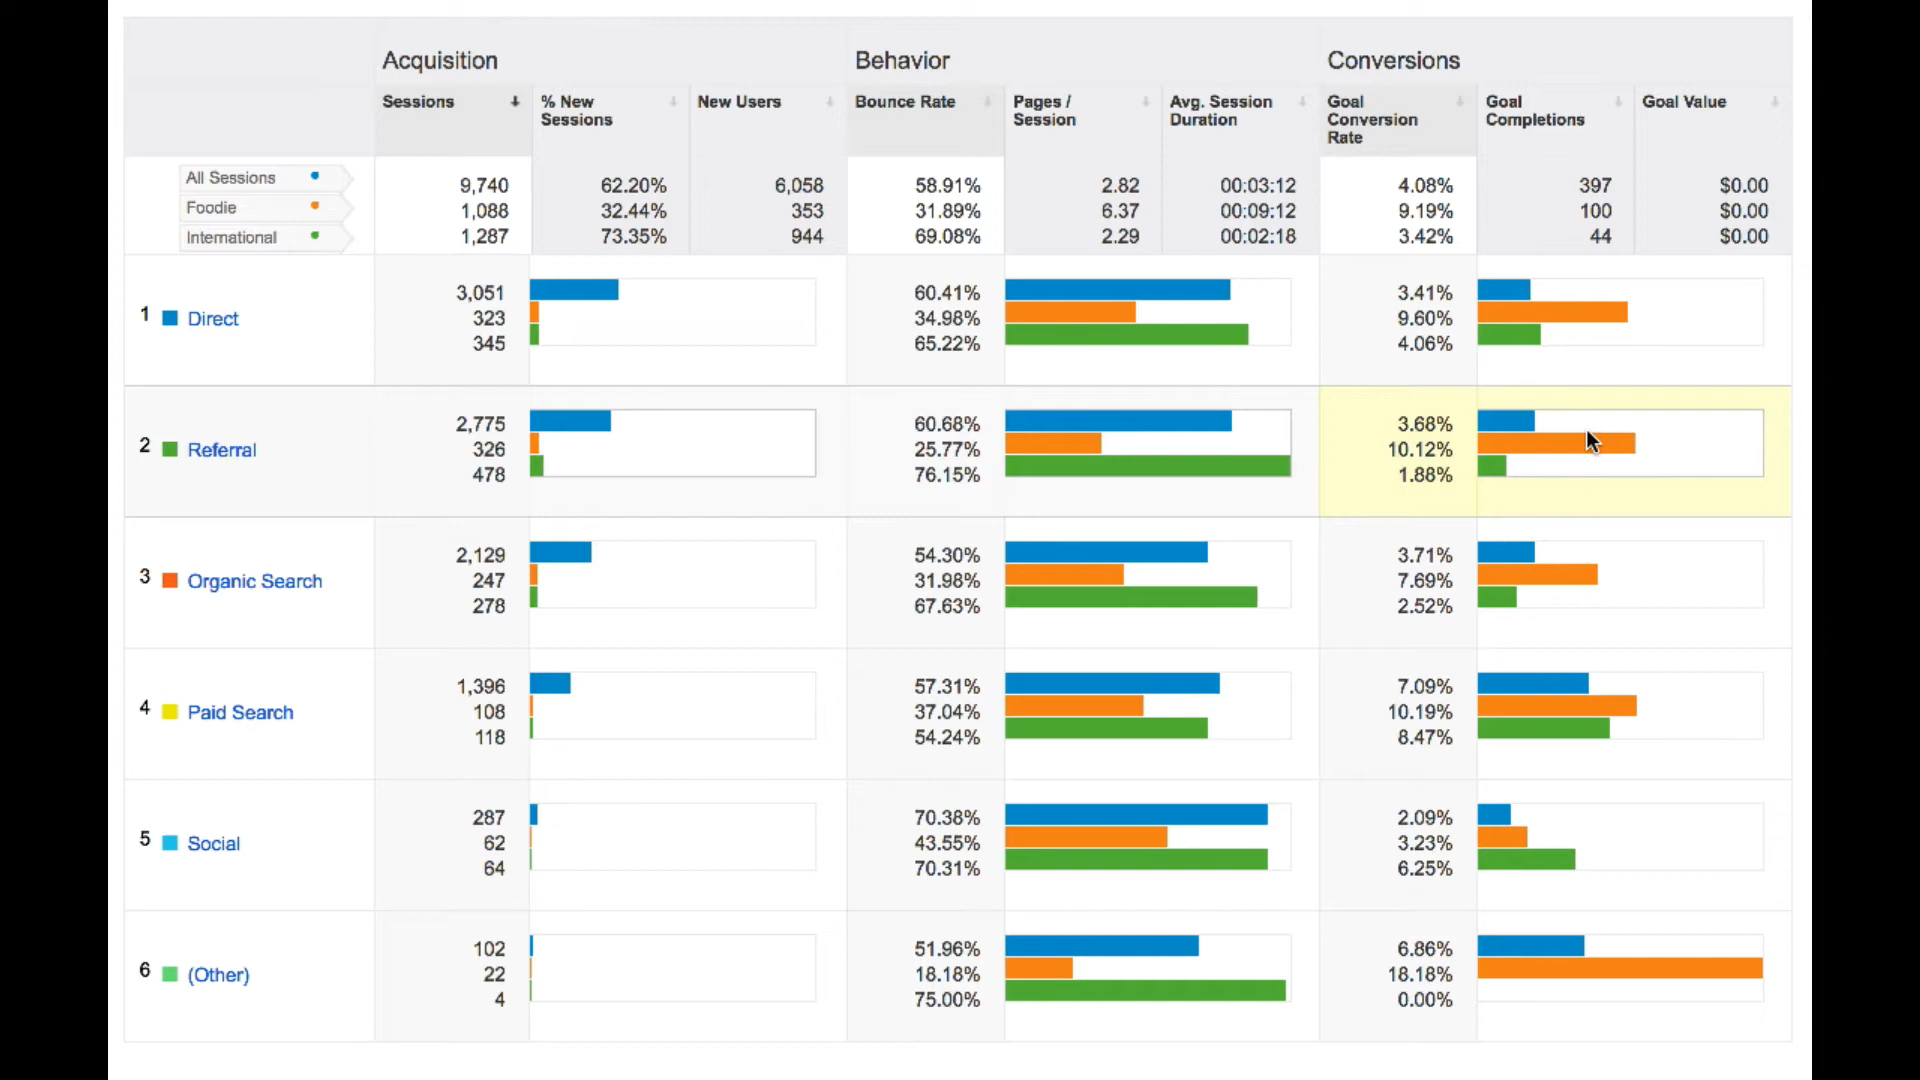 Acquisition Behavior Conversions
Sessions % New Sessions New Users Bounce Rate Pages / Session Avg. Session Duration Goal Conversion Rate Goal Completions Goal Value
All Sessions 9,740 62.20% 6,058 58.91% 2.82 00:03:12 4.08% 397 $0.00
Foodie 1,088 32.44% 353 31.89% 6.37 00:09:12 9.19% 100 $0.00
International 1,287 73.35% 944 69.08% 2.29 00:02:18 3.42% 44 $0.00
1 Direct
3,051 60.41% 3.41%
323 34.98% 9.60%
345 65.22% 4.06%
2 Referral
2,775 60.68% 3.68%
326 25.77% 10.12%
478 76.15% 1.88%
3 Organic Search
2,129 54.30% 3.71%
247 31.98% 7.69%
278 67.63% 2.52%
4 Paid Search
1,396 57.31% 7.09%
108 37.04% 10.19%
118 54.24% 8.47%
5 Social
287 70.38% 2.09%
62 43.55% 3.23%
64 70.31% 6.25%
6 (Other)
102 51.96% 6.86%
22 18.18% 18.18%
4 75.00% 0.00%